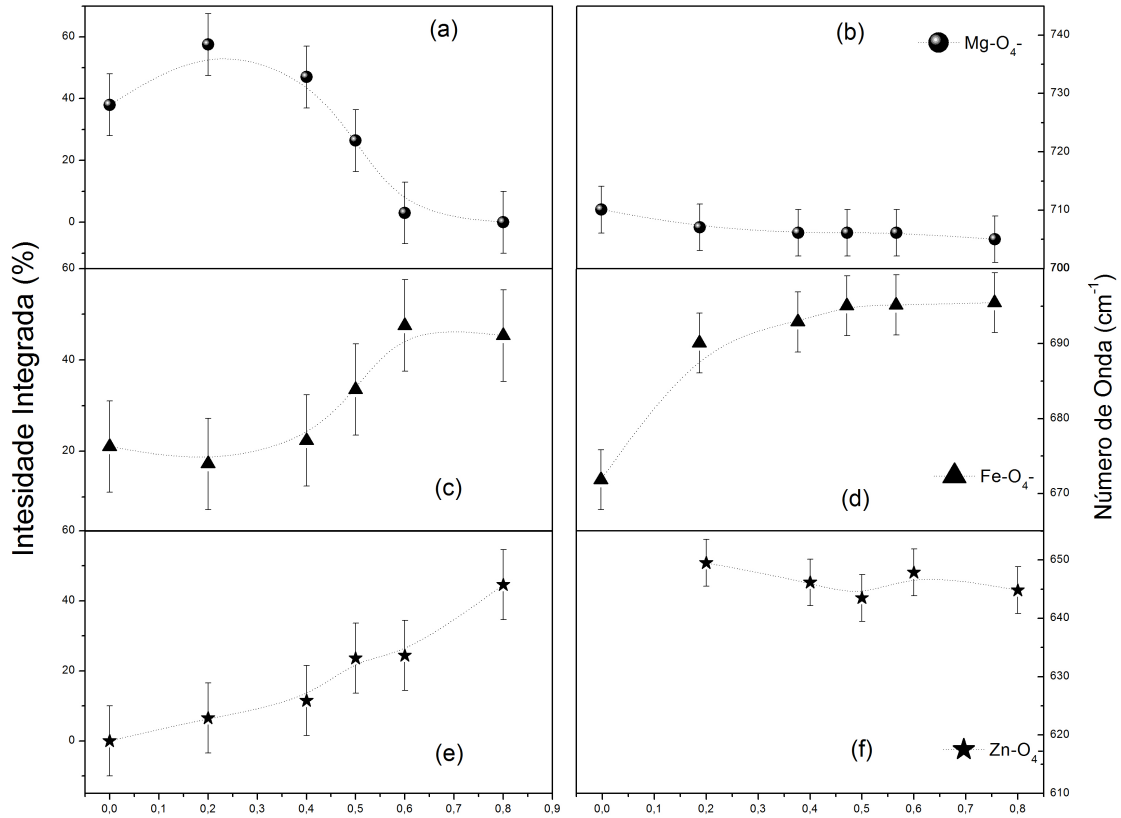 Intesidade Integrada (%)
60
40
20
0
(a)
(b)
Mg-O4-
740
730
720
710
700
60
40
20
(c)
(d)
Fe-O4-
690
680
670
Número de Onda (cm-1)
60
40
20
0
(e)
(f)
Zn-O4
650
640
630
620
610
0,0 0,1 0,2 0,3 0,4 0,5 0,6 0,7 0,8 0,9
0,0 0,1 0,2 0,3 0,4 0,5 0,6 0,7 0,8